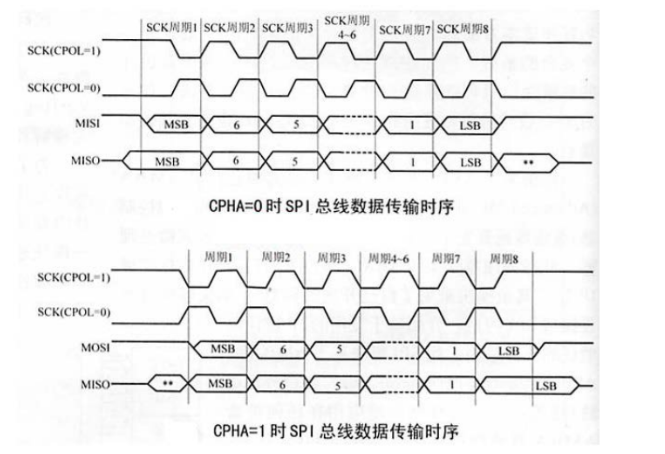 SCK周期1 SCK周期2 SCK周期3 SCK周期4~6 SCK周期7 SCK周期8
SCK(CPOL=1)
SCK(CPOL=0)
MISI MSB 6 5 1 LSB
MISO MSB 6 5 1 LSB **
CPHA=0时SPI总线数据传输时序
周期1 周期2 周期3 周期4~6 周期7 周期8
SCK(CPOL=1)
SCK(CPOL=0)
MOSI MSB 6 5 1 LSB
MISO ** MSB 6 5 1 LSB
CPHA=1时SPI总线数据传输时序